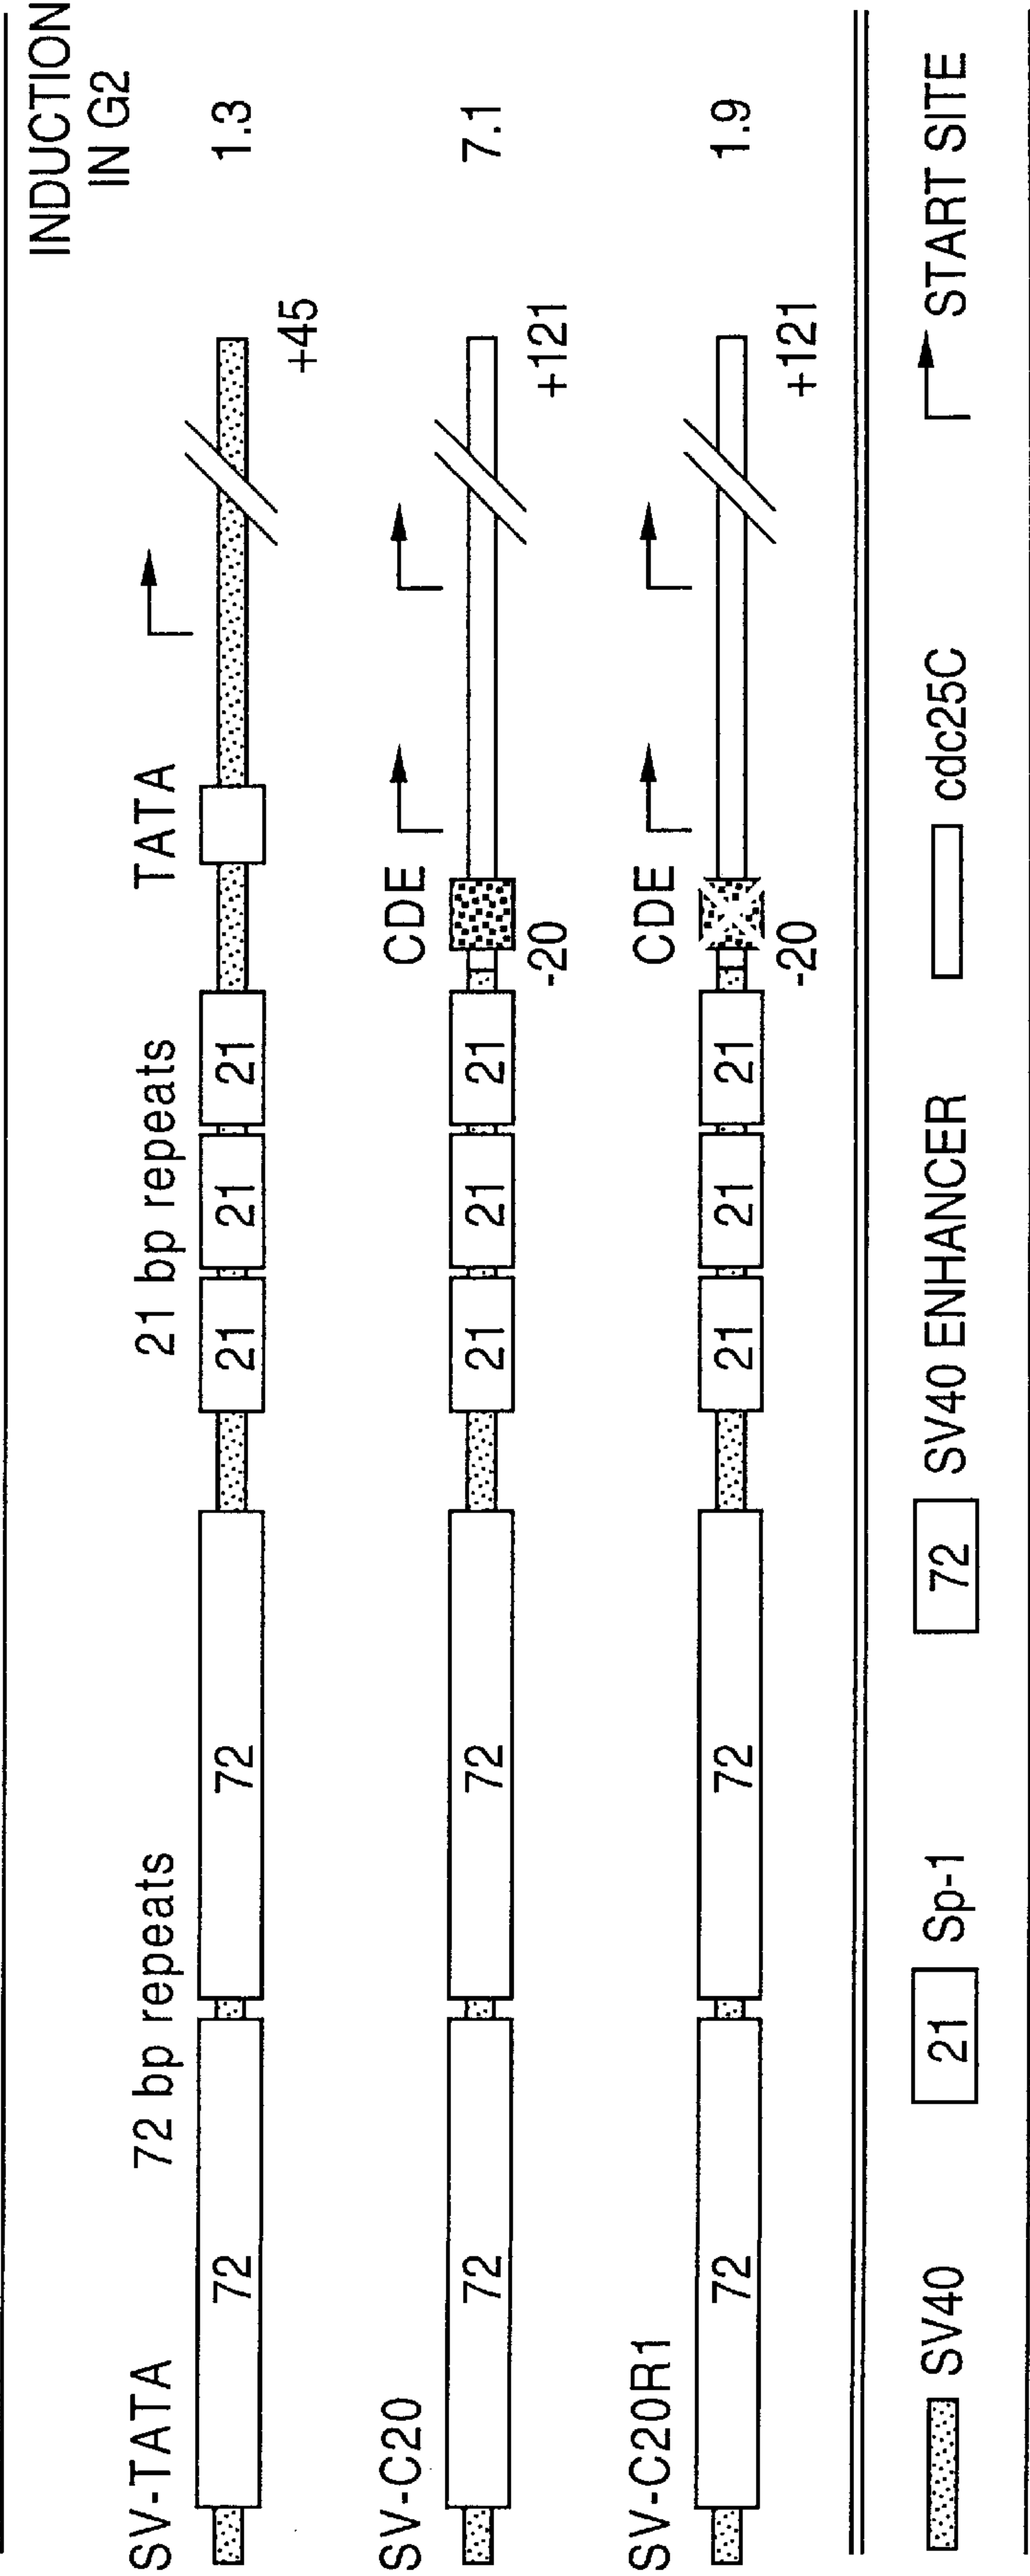 INDUCTION
IN G2
SV-TATA 72 bp repeats 21 bp repeats TATA
72 72 21 21 21 1.3
+45
SV-C20 CDE
72 72 21 21 21 7.1
-20 +121
SV-C20R1 CDE
72 72 21 21 21 1.9
-20 +121
SV40 21 Sp-1 72 SV40 ENHANCER cdc25C START SITE